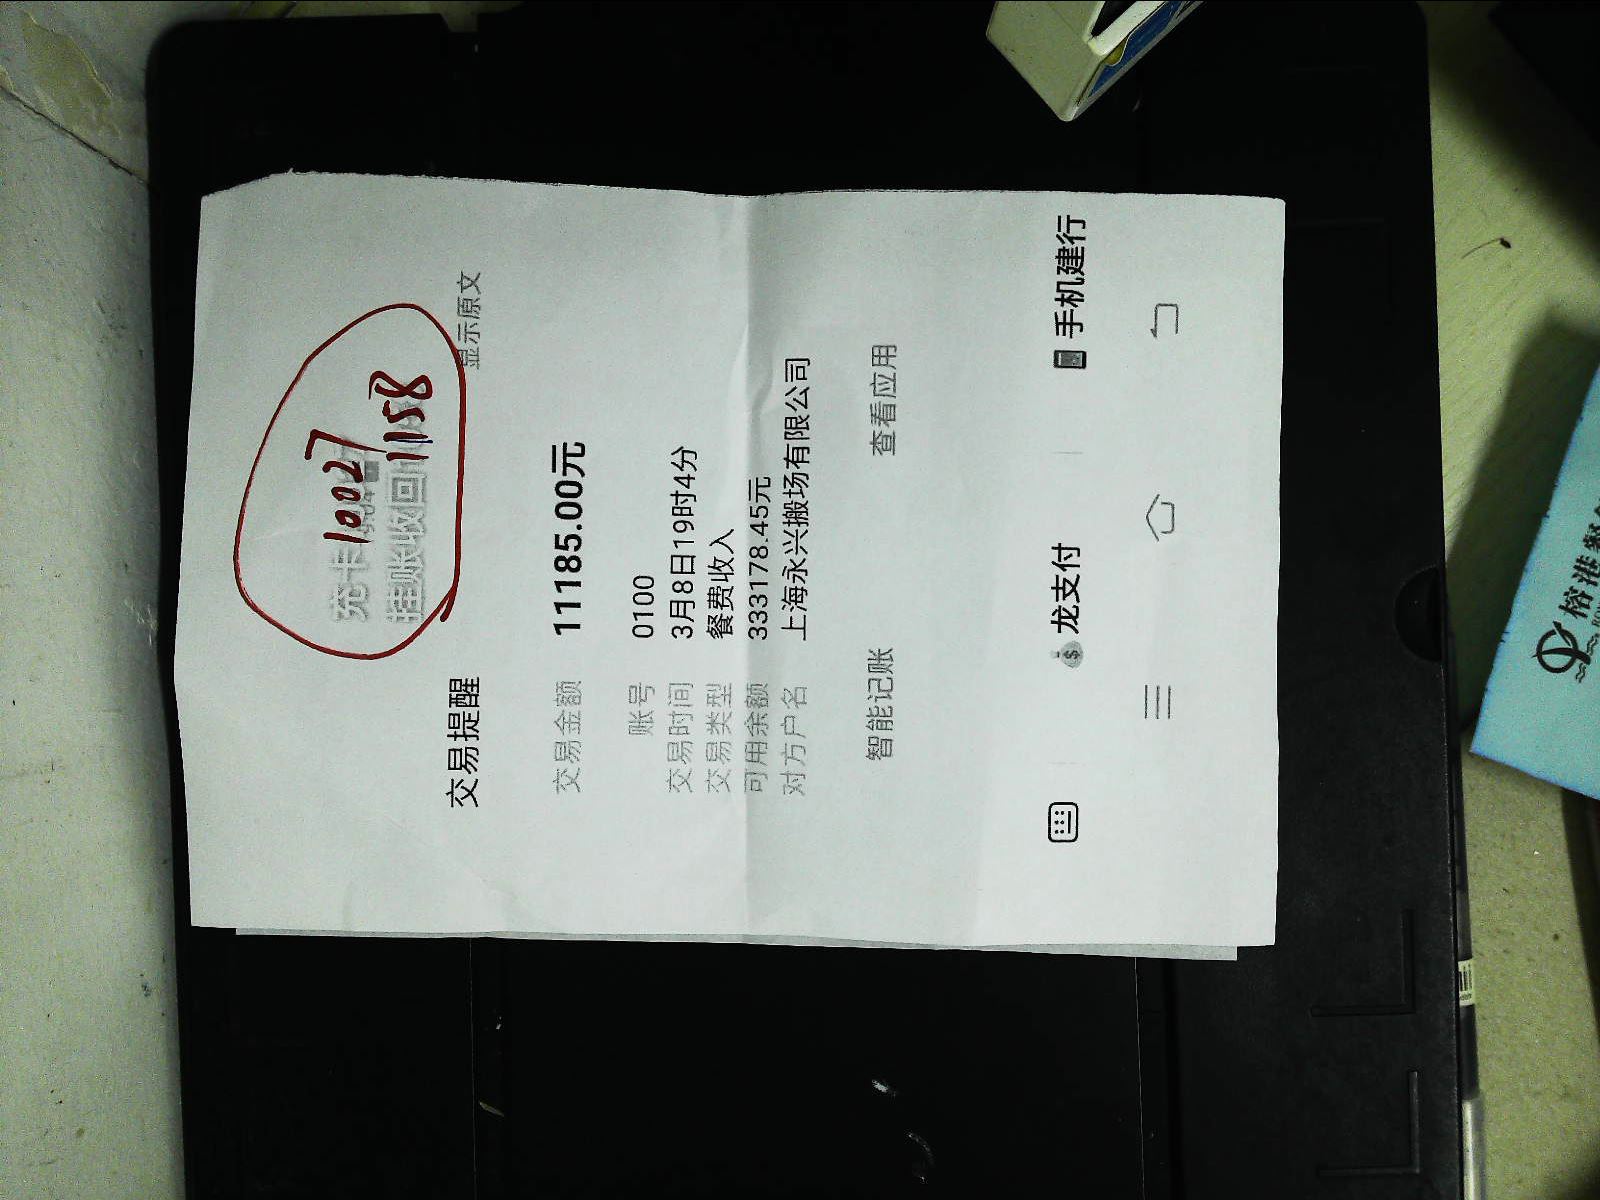 充卡10027
挂账收回1158
交易提醒 显示原文
交易金额 11185.00元
账号 0100
交易时间 3月8日19时4分
交易类型 餐费收入
可用余额 333178.45元
对方户名 上海永兴搬场有限公司
智能记账 查看应用
龙支付 手机建行
榕港